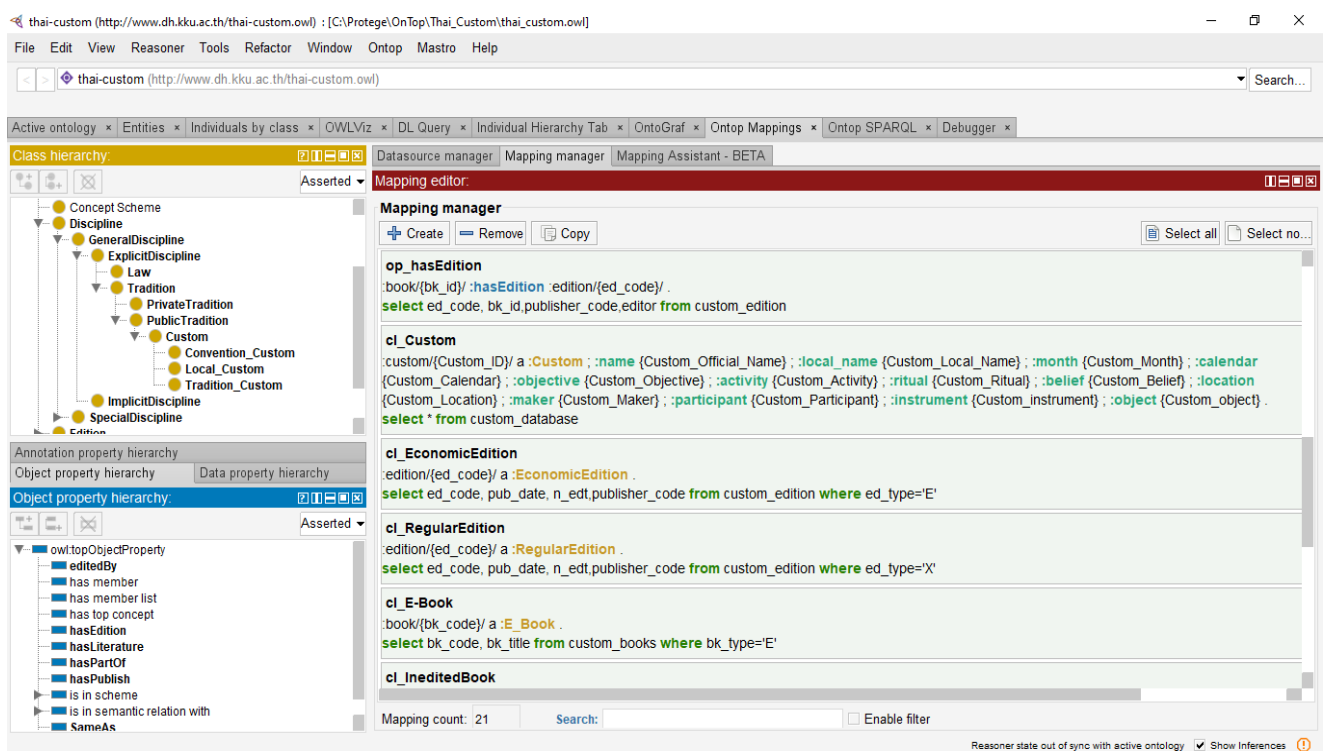 thai-custom (http://www.dh.kku.ac.th/thai-custom.owl) : [C:\Protege\OnTop\Thai_Custom\thai_custom.owl]
File Edit View Reasoner Tools Refactor Window Ontop Mastro Help
< > thai-custom (http://www.dh.kku.ac.th/thai-custom.owl) Search...
Active ontology × Entities × Individuals by class × OWLViz × DL Query × Individual Hierarchy Tab × OntoGraf × Ontop Mappings × Ontop SPARQL × Debugger ×
Class hierarchy:
Asserted
Concept Scheme
Discipline
GeneralDiscipline
ExplicitDiscipline
Law
Tradition
PrivateTradition
PublicTradition
Custom
Convention_Custom
Local_Custom
Tradition_Custom
ImplicitDiscipline
SpecialDiscipline
Edition
Annotation property hierarchy
Object property hierarchy Data property hierarchy
Object property hierarchy:
Asserted
owl:topObjectProperty
editedBy
has member
has member list
has top concept
hasEdition
hasLiterature
hasPartOf
hasPublish
is in scheme
is in semantic relation with
SameAs
Datasource manager Mapping manager Mapping Assistant - BETA
Mapping editor:
Mapping manager
Create Remove Copy Select all Select no...
op_hasEdition
:book/{bk_id}/ :hasEdition :edition/{ed_code}/ .
select ed_code, bk_id,publisher_code,editor from custom_edition
cl_Custom
:custom/{Custom_ID}/ a :Custom ; :name {Custom_Official_Name} ; :local_name {Custom_Local_Name} ; :month {Custom_Month} ; :calendar
{Custom_Calendar} ; :objective {Custom_Objective} ; :activity {Custom_Activity} ; :ritual {Custom_Ritual} ; :belief {Custom_Belief} ; :location
{Custom_Location} ; :maker {Custom_Maker} ; :participant {Custom_Participant} ; :instrument {Custom_instrument} ; :object {Custom_object} .
select * from custom_database
cl_EconomicEdition
:edition/{ed_code}/ a :EconomicEdition .
select ed_code, pub_date, n_edt,publisher_code from custom_edition where ed_type='E'
cl_RegularEdition
:edition/{ed_code}/ a :RegularEdition .
select ed_code, pub_date, n_edt,publisher_code from custom_edition where ed_type='X'
cl_E-Book
:book/{bk_code}/ a :E_Book .
select bk_code, bk_title from custom_books where bk_type='E'
cl_IneditedBook
Mapping count: 21 Search: Enable filter
Reasoner state out of sync with active ontology Show Inferences